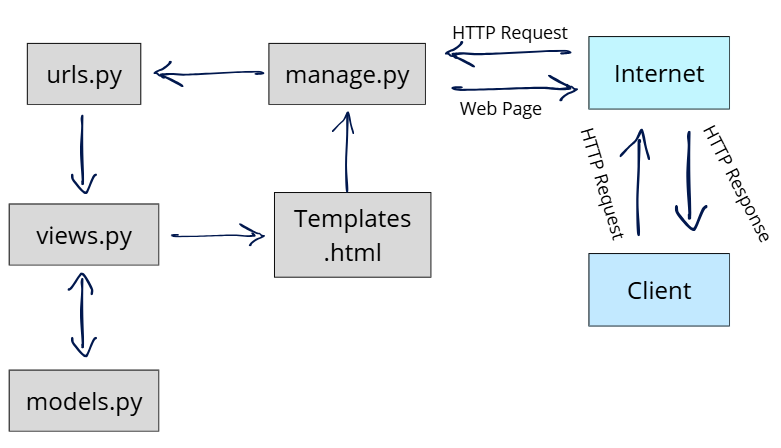 HTTP Request
urls.py
manage.py
Internet
Web Page
HTTP Request
HTTP Response
views.py
Templates
.html
Client
models.py